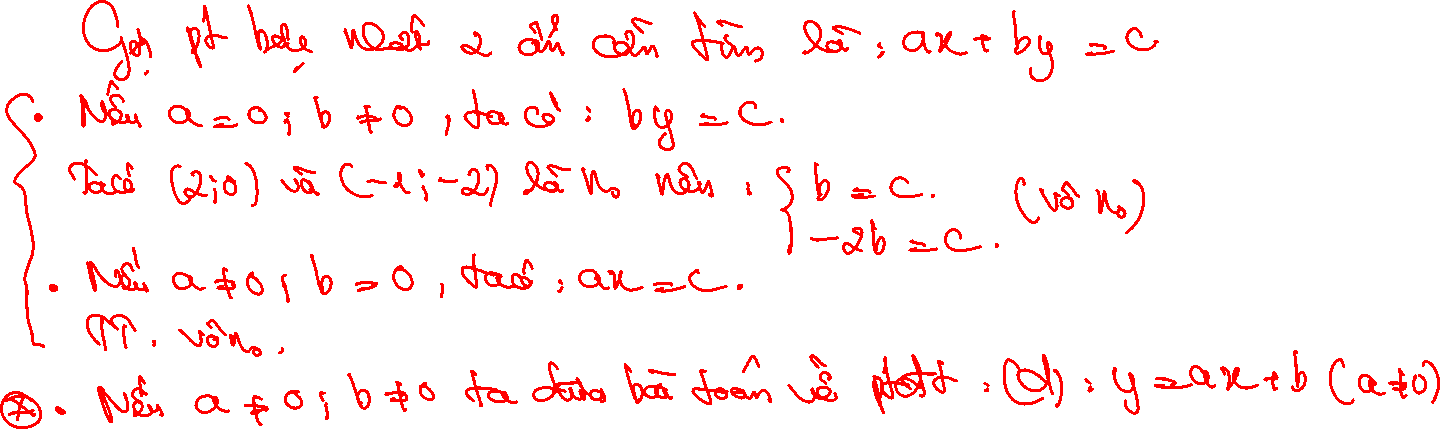 Gọi pt bậc nhất 2 ẩn cần tìm là: ax + by = c
• Nếu a = 0; b ≠ 0, ta có: by = c.
Ta có (2;0) và (-1;-2) là n₀ nên: { b = c. (vô n₀)
-2b = c.
• Nếu a ≠ 0; b = 0, ta có: ax = c.
TT. vô n₀.
⊛. Nếu a ≠ 0; b ≠ 0 ta đưa bài toán về ptđt: (d): y = ax + b (a ≠ 0)